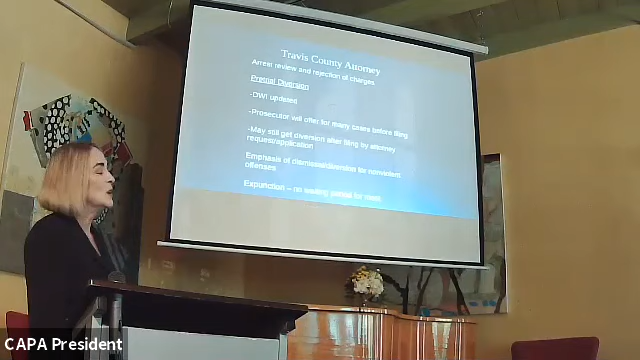 Travis County Attorney
Arrest review and rejection of charges
Pretrial Diversion
-DWI updated
-Prosecutor will offer for many cases before filing
-May still get diversion after filing by attorney
request/application
Emphasis of dismissal/diversion for nonviolent
offenses
Expunction – no waiting period for most
CAPA President